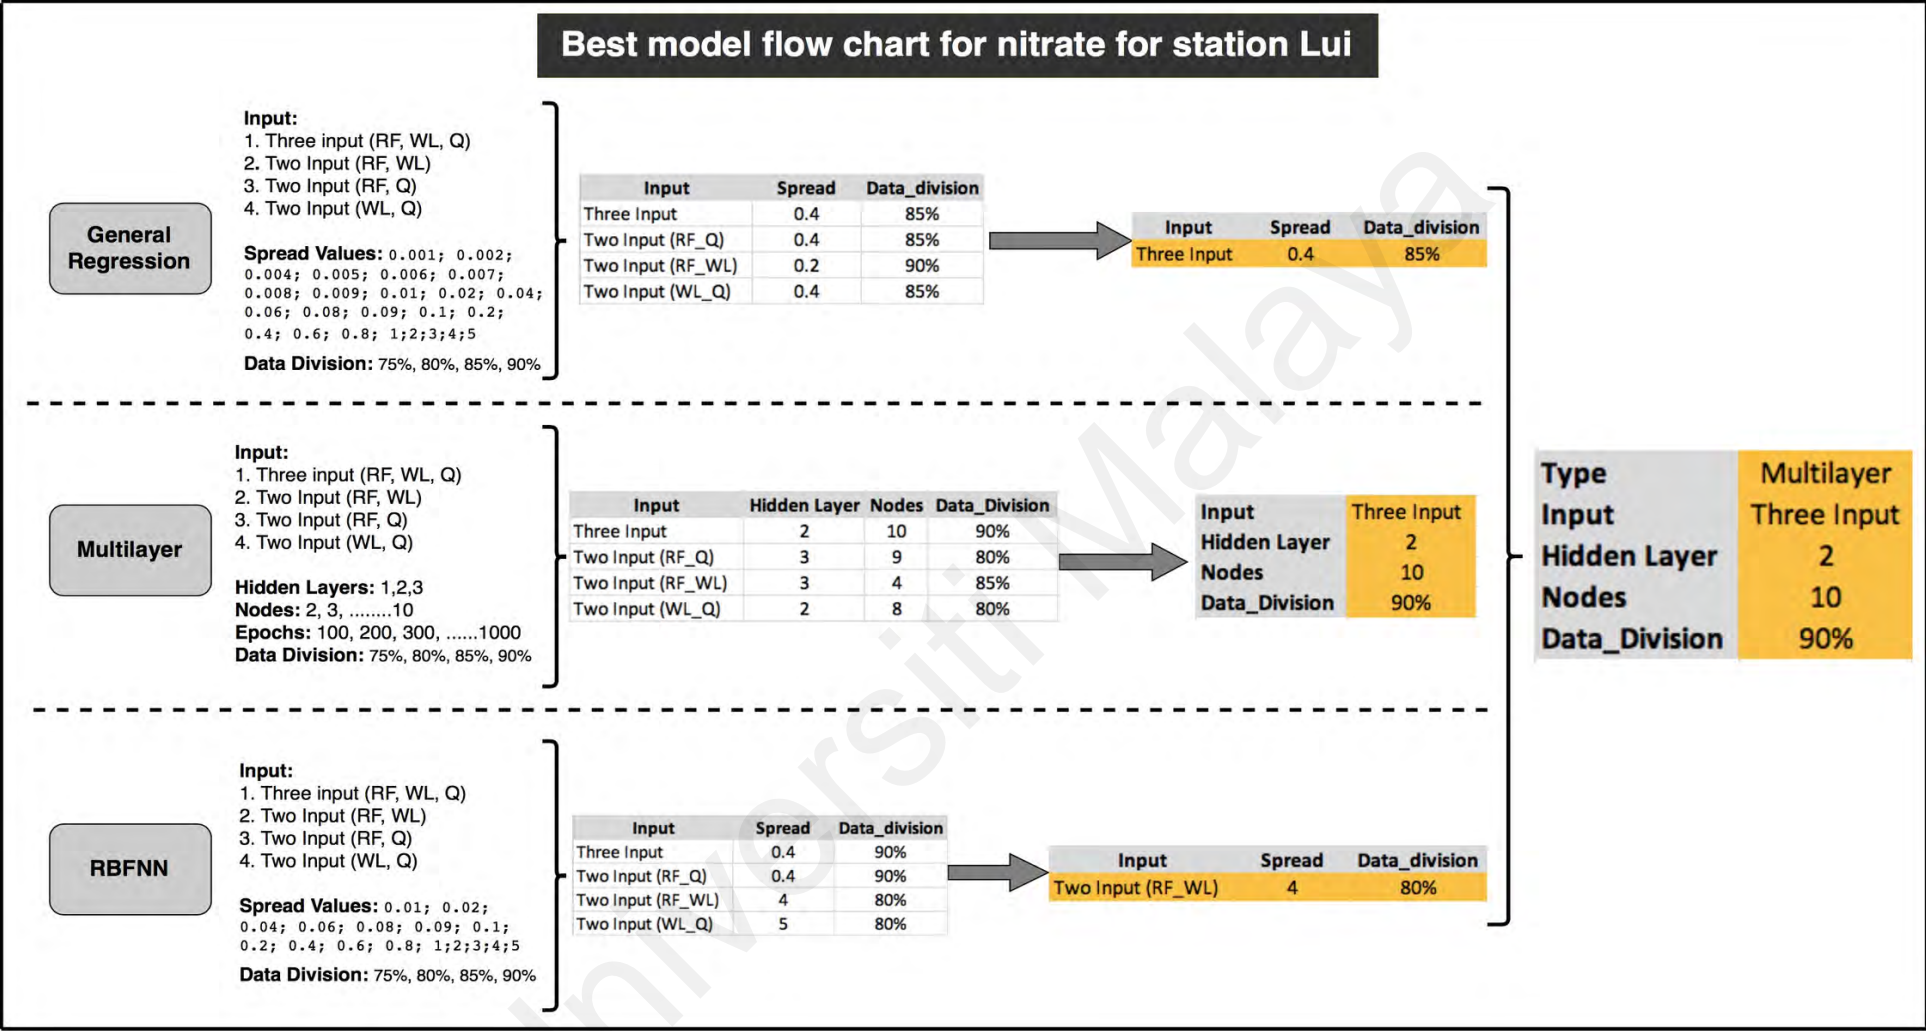 Best model flow chart for nitrate for station Lui
General
Regression
Input:
1. Three input (RF, WL, Q)
2. Two Input (RF, WL)
3. Two Input (RF, Q)
4. Two Input (WL, Q)
Spread Values: 0.001; 0.002;
0.004; 0.005; 0.006; 0.007;
0.008; 0.009; 0.01; 0.02; 0.04;
0.06; 0.08; 0.09; 0.1; 0.2;
0.4; 0.6; 0.8; 1;2;3;4;5
Data Division: 75%, 80%, 85%, 90%
Input Spread Data_division
Three Input 0.4 85%
Two Input (RF_Q) 0.4 85%
Two Input (RF_WL) 0.2 90%
Two Input (WL_Q) 0.4 85%
Input Spread Data_division
Three Input 0.4 85%
Multilayer
Input:
1. Three input (RF, WL, Q)
2. Two Input (RF, WL)
3. Two Input (RF, Q)
4. Two Input (WL, Q)
Hidden Layers: 1,2,3
Nodes: 2, 3, ........10
Epochs: 100, 200, 300, ......1000
Data Division: 75%, 80%, 85%, 90%
Input Hidden Layer Nodes Data_Division
Three Input 2 10 90%
Two Input (RF_Q) 3 9 80%
Two Input (RF_WL) 3 4 85%
Two Input (WL_Q) 2 8 80%
Input Three Input
Hidden Layer 2
Nodes 10
Data_Division 90%
RBFNN
Input:
1. Three input (RF, WL, Q)
2. Two Input (RF, WL)
3. Two Input (RF, Q)
4. Two Input (WL, Q)
Spread Values: 0.01; 0.02;
0.04; 0.06; 0.08; 0.09; 0.1;
0.2; 0.4; 0.6; 0.8; 1;2;3;4;5
Data Division: 75%, 80%, 85%, 90%
Input Spread Data_division
Three Input 0.4 90%
Two Input (RF_Q) 0.4 90%
Two Input (RF_WL) 4 80%
Two Input (WL_Q) 5 80%
Input Spread Data_division
Two Input (RF_WL) 4 80%
Type Multilayer
Input Three Input
Hidden Layer 2
Nodes 10
Data_Division 90%
niversiti Malaya